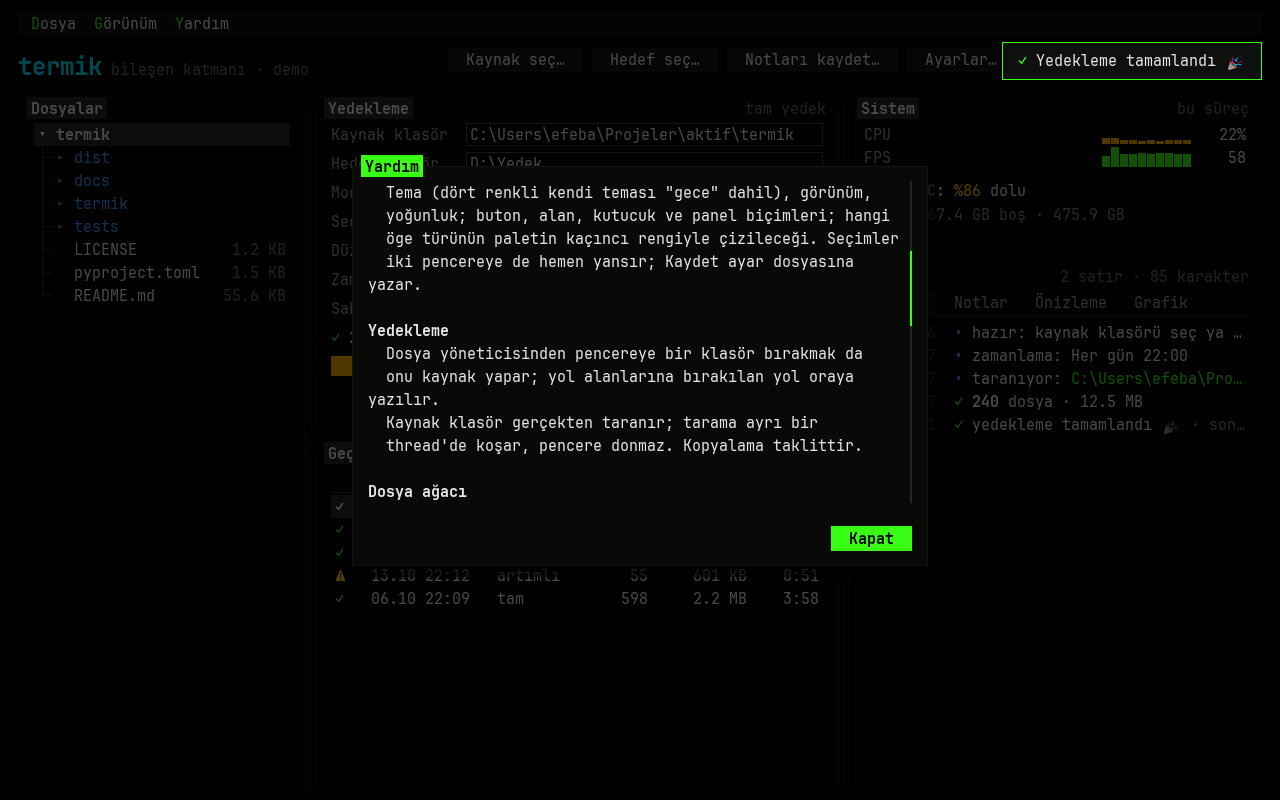 Dosya Görünüm Yardım
termik bileşen katmanı · demo
Kaynak seç… Hedef seç… Notları kaydet… Ayarlar…
✓ Yedekleme tamamlandı 🎉
Dosyalar
▾ termik
▸ dist
▸ docs
▸ termik
▸ tests
LICENSE 1.2 KB
pyproject.toml 1.5 KB
README.md 55.6 KB
Yedekleme tam yedek
Kaynak klasör C:\Users\efeba\Projeler\aktif\termik
D:\Yedek
Yardım
Tema (dört renkli kendi teması "gece" dahil), görünüm,
yoğunluk; buton, alan, kutucuk ve panel biçimleri; hangi
öge türünün paletin kaçıncı rengiyle çizileceği. Seçimler
iki pencereye de hemen yansır; Kaydet ayar dosyasına
yazar.
Yedekleme
Dosya yöneticisinden pencereye bir klasör bırakmak da
onu kaynak yapar; yol alanlarına bırakılan yol oraya
yazılır.
Kaynak klasör gerçekten taranır; tarama ayrı bir
thread'de koşar, pencere donmaz. Kopyalama taklittir.
Dosya ağacı
Kapat
⚠ 13.10 22:12 artımlı 55 601 KB 0:51
✓ 06.10 22:09 tam 598 2.2 MB 3:58
Sistem bu süreç
CPU 22%
FPS 58
C: %86 dolu
67.4 GB boş · 475.9 GB
2 satır · 85 karakter
Notlar Önizleme Grafik
• hazır: kaynak klasörü seç ya …
• zamanlama: Her gün 22:00
• taranıyor: C:\Users\efeba\Pro…
✓ 240 dosya · 12.5 MB
✓ yedekleme tamamlandı 🎉 · son…